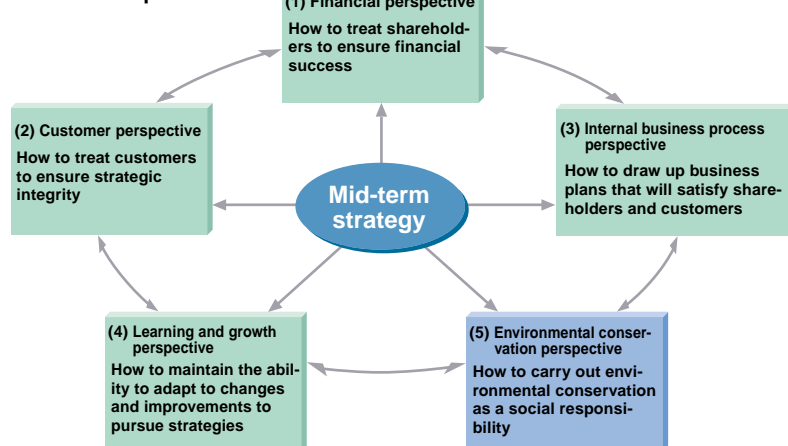 (1) Financial perspective
How to treat sharehold-
ers to ensure financial
success
(2) Customer perspective
How to treat customers
to ensure strategic
integrity
(3) Internal business process
perspective
How to draw up business
plans that will satisfy share-
holders and customers
Mid-term
strategy
(4) Learning and growth
perspective
How to maintain the abil-
ity to adapt to changes
and improvements to
pursue strategies
(5) Environmental conser-
vation perspective
How to carry out envi-
ronmental conservation
as a social responsi-
bility